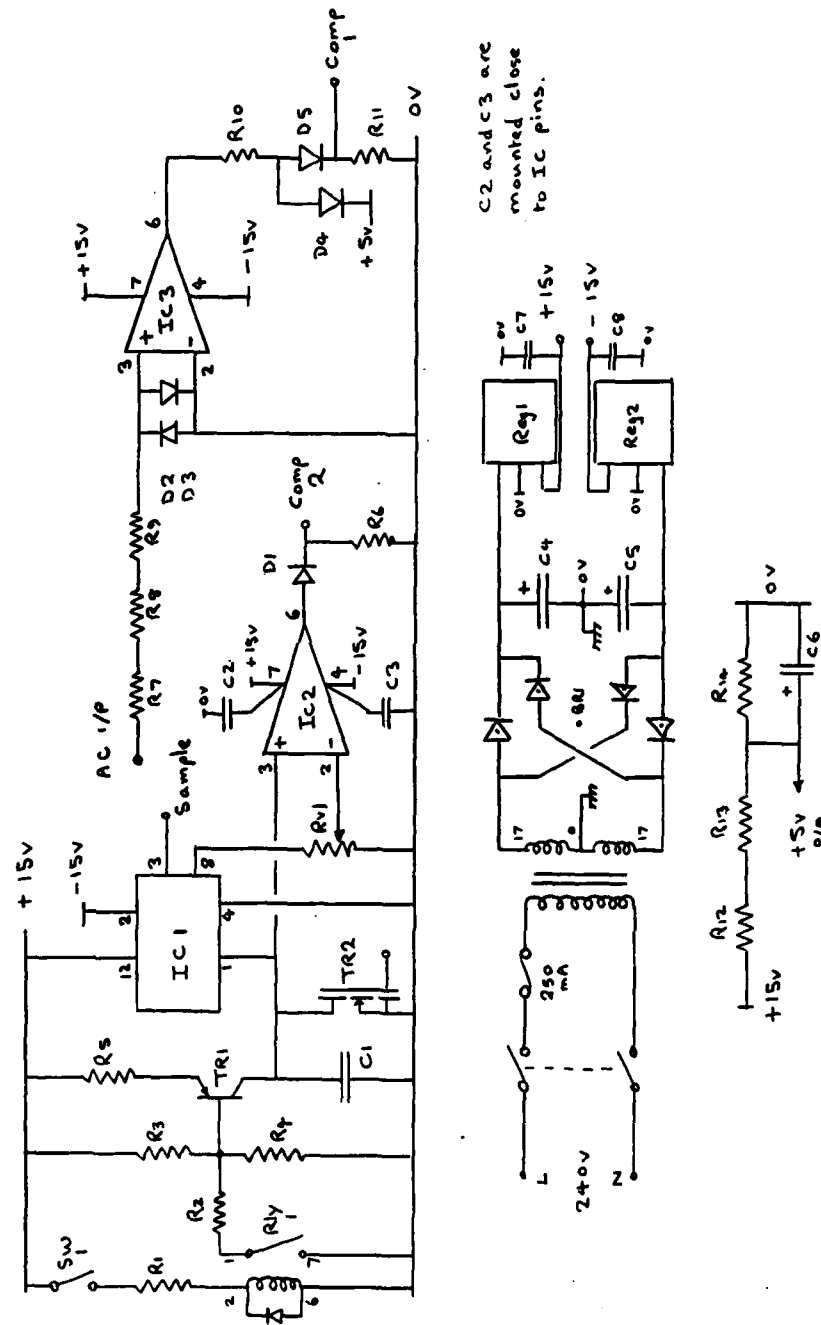 +15v
SW1
R1
2
6
1
Rly 1
7
R2
R3
R4
R5
TR1
C1
TR2
12
-15v
2
3
Sample
IC1
1
4
8
RV1
0V
C2
+15v
7
3
+
IC2
2
-
4
-15v
C3
6
D1
Comp 2
R6
AC I/P
R7
R8
R9
D2
D3
3
+
IC3
2
-
+15v
7
4
-15v
6
R10
D4
+5v
D5
Comp 1
R11
0V
C2 and C3 are
mounted close
to IC pins.
L
240v
N
250
mA
17
17
BR1
+
C4
0V
+
C5
Reg1
0V
0V
Reg2
0V
C7
+15v
-15v
C8
0V
+15v
R12
R13
R14
0V
+
C6
+5v